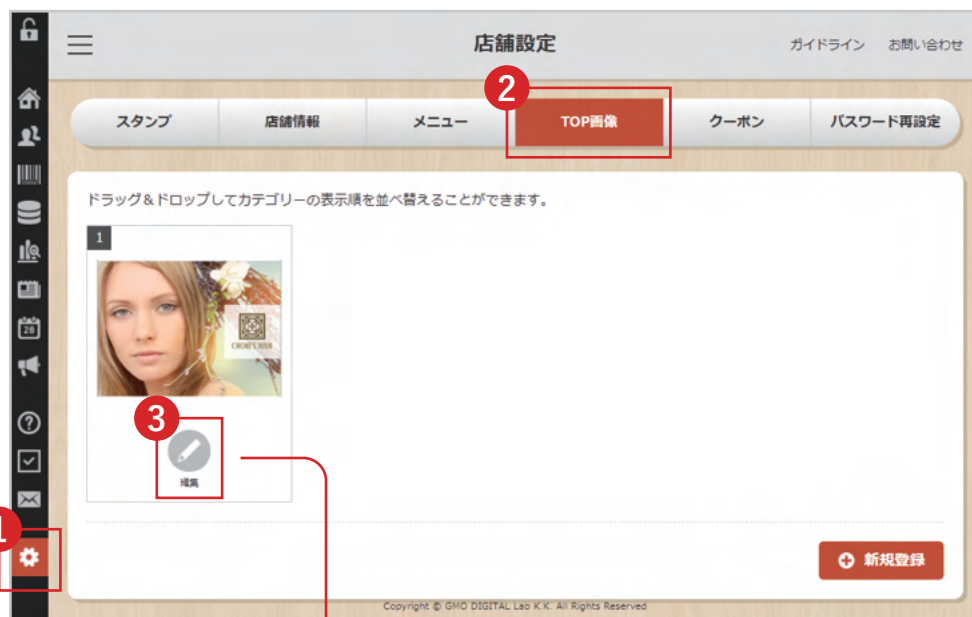 店舗設定
ガイドライン お問い合わせ
2
スタンプ 店舗情報 メニュー TOP画像 クーポン パスワード再設定
ドラッグ&ドロップしてカテゴリーの表示順を並べ替えることができます。
1
3
編集
28
1
新規登録
Copyright © GMO DIGITAL Lab K.K. All Rights Reserved